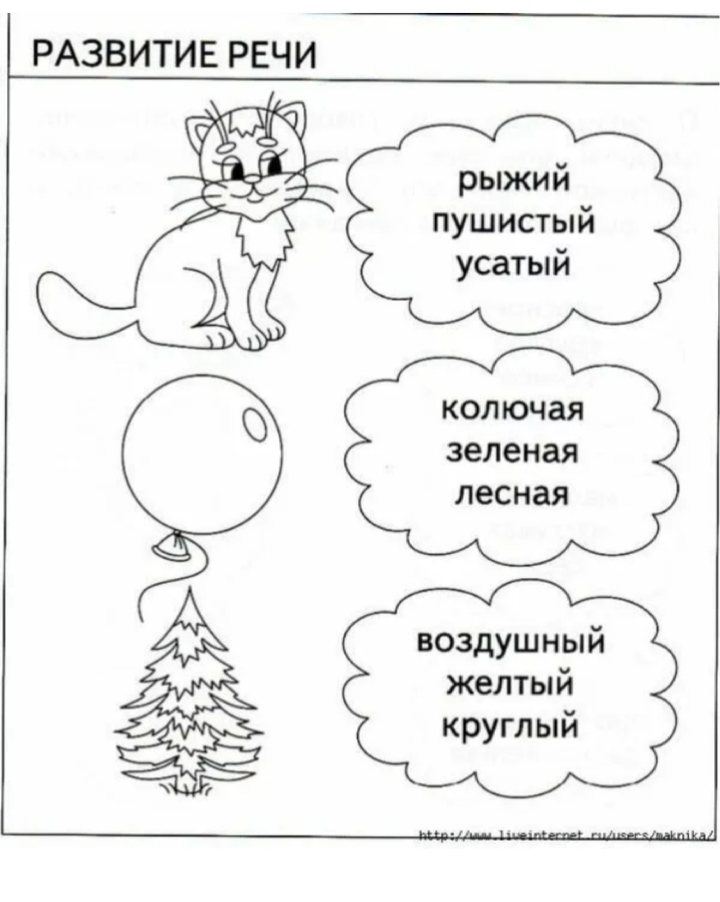 РАЗВИТИЕ РЕЧИ
рыжий
пушистый
усатый
колючая
зеленая
лесная
воздушный
желтый
круглый
http://www.liveinternet.ru/users/maknika/